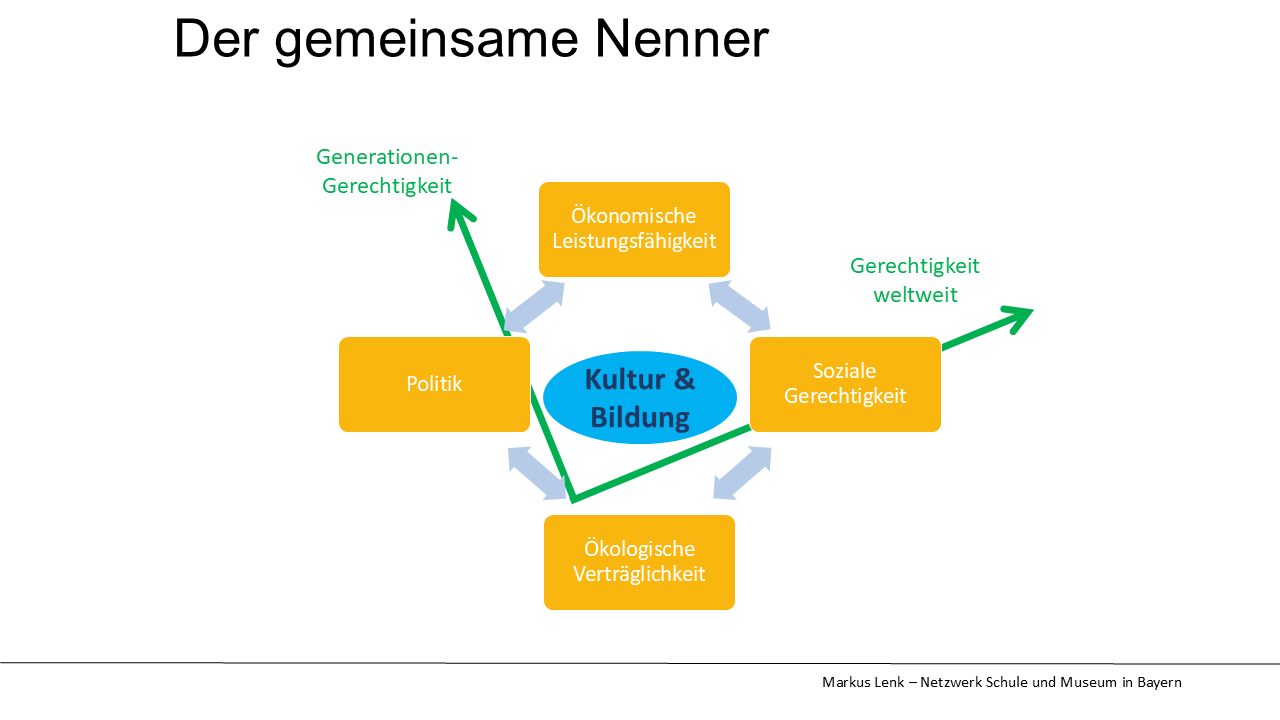 Der gemeinsame Nenner
Generationen-
Gerechtigkeit
Ökonomische
Leistungsfähigkeit
Gerechtigkeit
weltweit
Politik
Kultur &
Bildung
Soziale
Gerechtigkeit
Ökologische
Verträglichkeit
Markus Lenk – Netzwerk Schule und Museum in Bayern